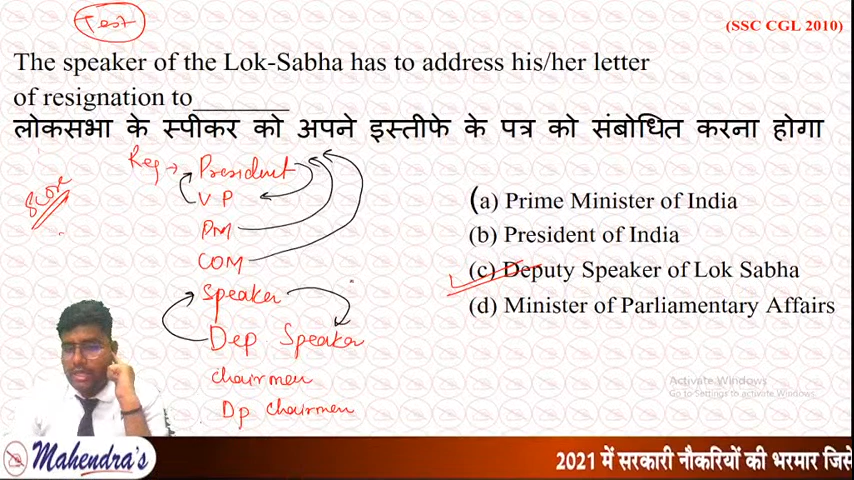 Test
(SSC CGL 2010)
The speaker of the Lok-Sabha has to address his/her letter
of resignation to________
लोकसभा के स्पीकर को अपने इस्तीफे के पत्र को संबोधित करना होगा
Score
Reg → President
VP
PM
COM
Speaker
Dep Speaker
chairmen
Dp chairmen
(a) Prime Minister of India
(b) President of India
(c) Deputy Speaker of Lok Sabha
(d) Minister of Parliamentary Affairs
Activate Windows
Go to Settings to activate Windows.
Mahendra's
2021 में सरकारी नौकरियों की भरमार जिसे